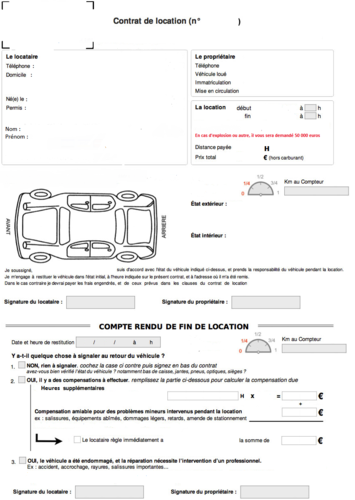 Contrat de location (n° )
Le locataire
Téléphone :
Domicile :
Né(e) le :
Permis :
Nom :
Prénom :
Le propriétaire
Téléphone
Véhicule loué
Immatriculation
Mise en circulation
La location début à h
fin à h
En cas d'explosion ou autre, il vous sera demandé 50 000 euros
Distance payée H
Prix total € (hors carburant)
AVANT
ARRIERE
0 1/4 1/2 3/4 1
Km au Compteur
État extérieur :
État intérieur :
Je soussigné, suis d'accord avec l'état du véhicule indiqué ci-dessus, et prends la responsabilité du véhicule pendant la location.
Je m'engage à restituer le véhicule dans l'état initial, à l'heure indiquée sur le présent contrat, et à l'adresse où il m'a été remis.
Dans le cas contraire je devrai payer les frais engendrés, et de ceux prévus dans les clauses du contrat de location
Signature du locataire :
Signature du propriétaire :
COMPTE RENDU DE FIN DE LOCATION
Date et heure de restitution / / à h
0 1/4 1/2 3/4 1
Km au Compteur
Y a-t-il quelque chose à signaler au retour du véhicule ?
1. NON, rien à signaler. cochez la case ci contre puis signez en bas du contrat
avez-vous bien vérifié l'état du véhicule ? notamment bas de caisse, jantes, pneus, optiques, sièges ?
2. OUI, il y a des compensations à effectuer. remplissez la partie ci-dessous pour calculer la compensation due
Heures supplémentaires
H X = €
+
Compensation amiable pour des problèmes mineurs intervenus pendant la location €
ex : salissures, équipements abîmés, dommages légers, retards, amende de stationnement
Le locataire règle immédiatement a la somme de €
3. OUI, le véhicule a été endommagé, et la réparation nécessite l'intervention d'un professionnel.
Ex : accident, accrochage, rayures, salissures importantes...
Signature du locataire :
Signature du propriétaire :